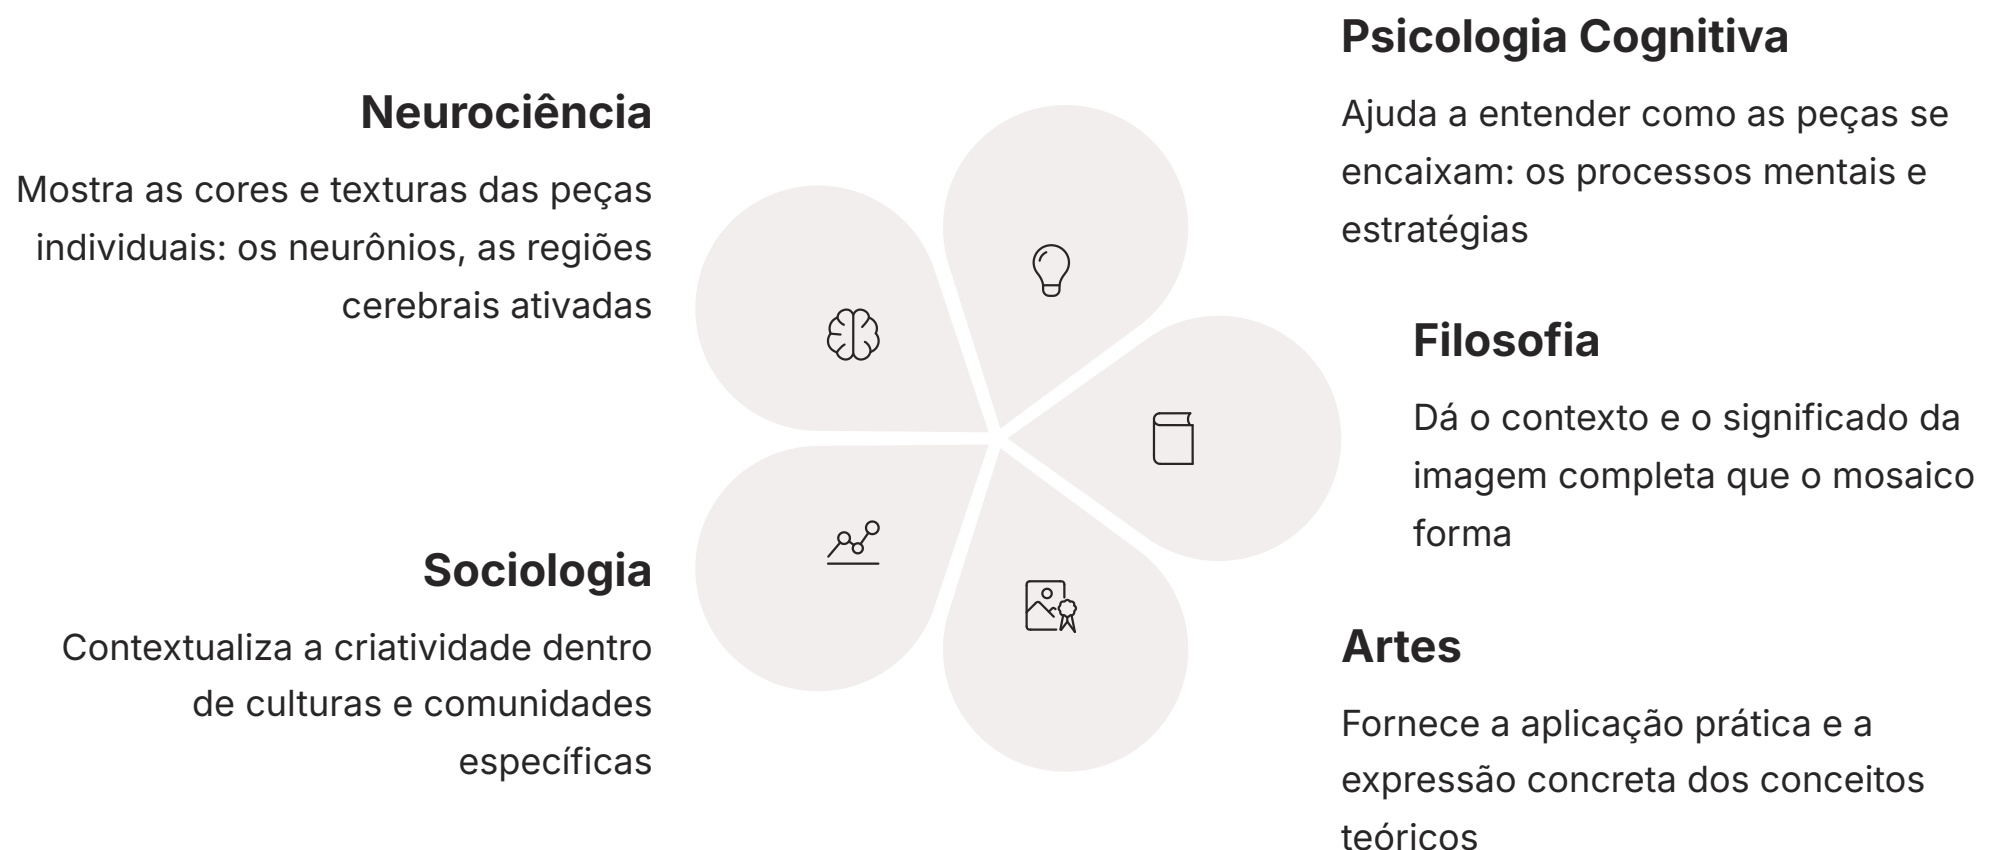 Neurociência
Mostra as cores e texturas das peças
individuais: os neurônios, as regiões
cerebrais ativadas
Sociologia
Contextualiza a criatividade dentro
de culturas e comunidades
específicas
Psicologia Cognitiva
Ajuda a entender como as peças se
encaixam: os processos mentais e
estratégias
Filosofia
Dá o contexto e o significado da
imagem completa que o mosaico
forma
Artes
Fornece a aplicação prática e a
expressão concreta dos conceitos
teóricos